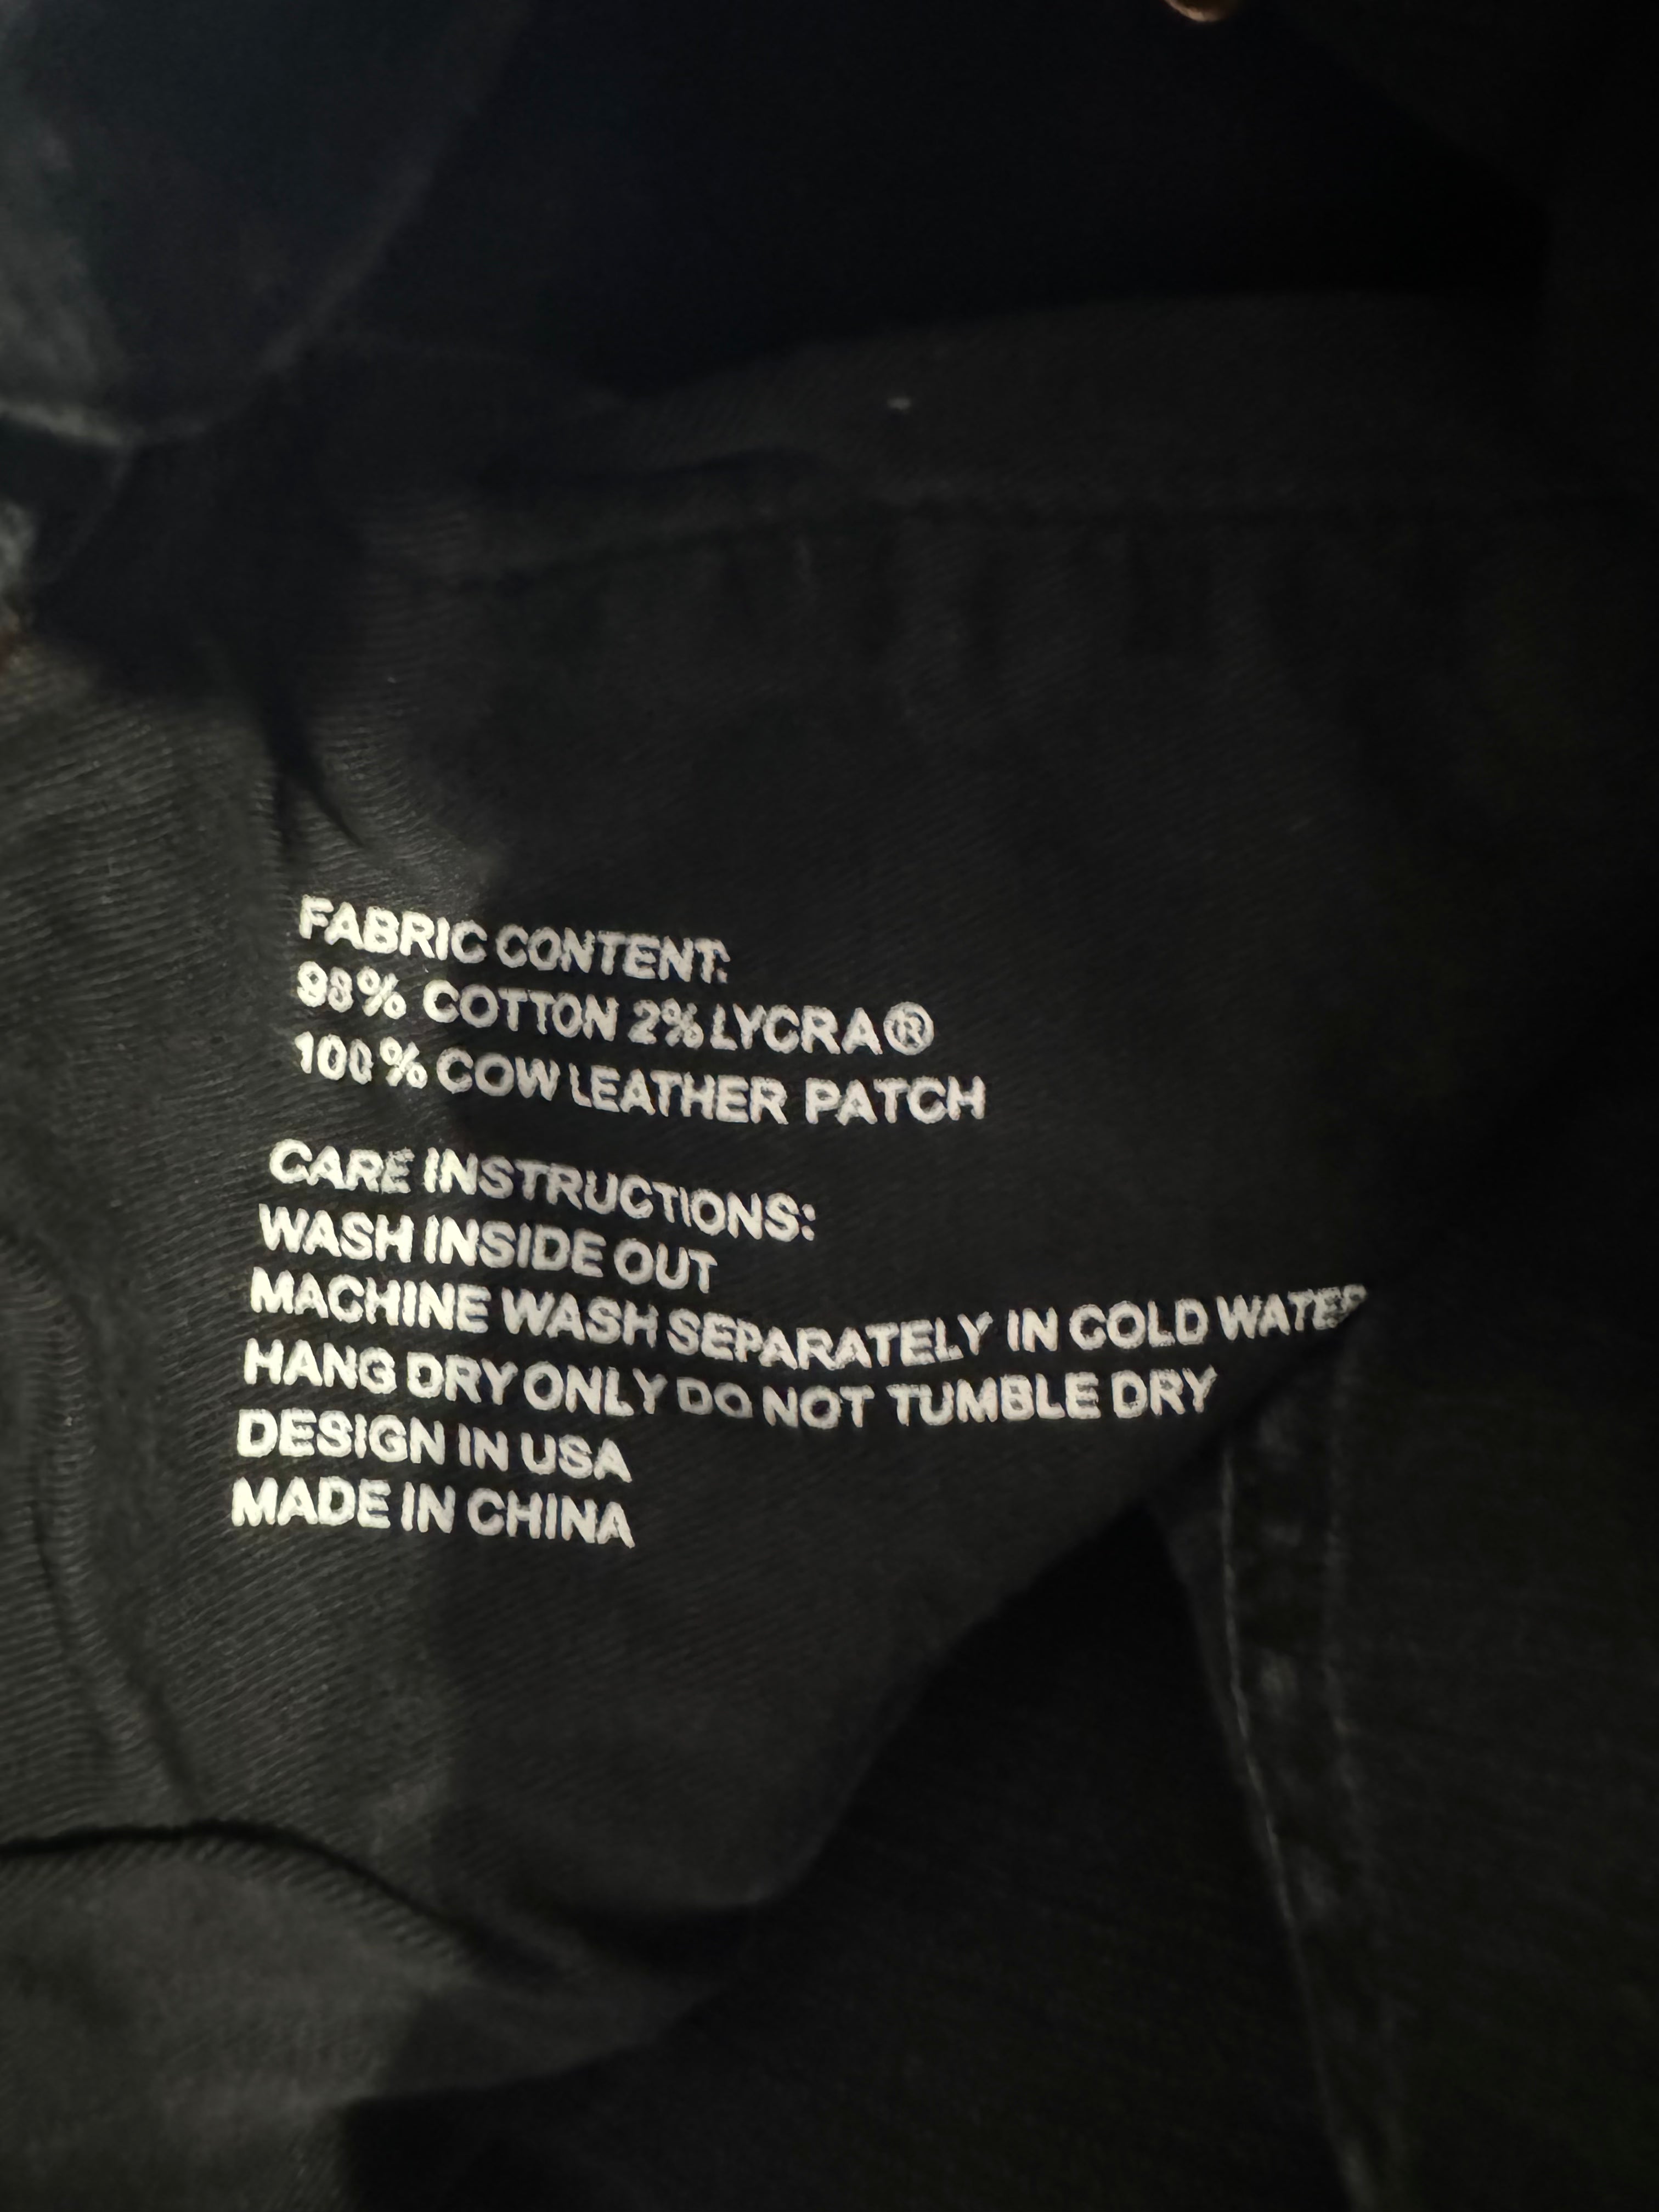 FABRIC CONTENT:
98% COTTON 2% LYCRA®
100% COW LEATHER PATCH
CARE INSTRUCTIONS:
WASH INSIDE OUT
MACHINE WASH SEPARATELY IN COLD WATER
HANG DRY ONLY DO NOT TUMBLE DRY
DESIGN IN USA
MADE IN CHINA